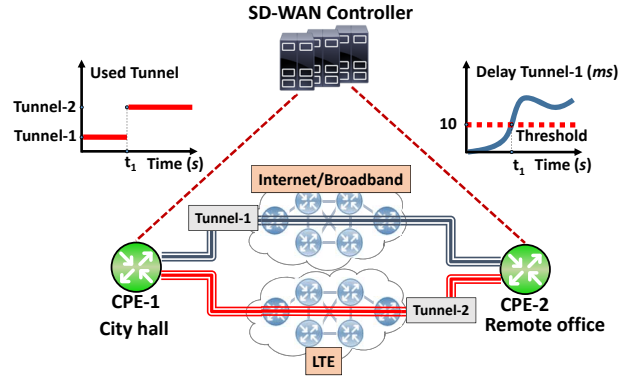 SD-WAN Controller
Used Tunnel
Tunnel-2
Tunnel-1
t1 Time (s)
Delay Tunnel-1 (ms)
10
Threshold
t1 Time (s)
Internet/Broadband
Tunnel-1
CPE-1
City hall
CPE-2
Remote office
Tunnel-2
LTE